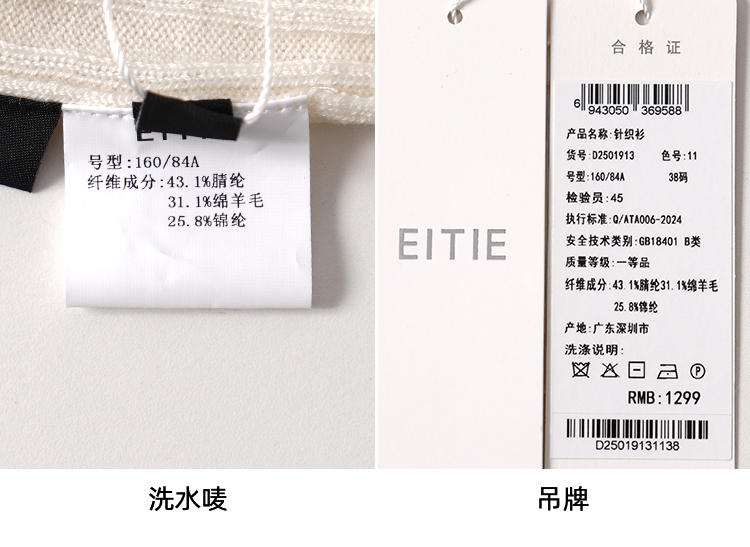 EITIE
号型:160/84A
纤维成分:43.1%腈纶
31.1%绵羊毛
25.8%锦纶
洗水唛
EITIE
合格证
6 943050 369588
产品名称:针织衫
货号:D2501913 色号:11
号型:160/84A 38码
检验员:45
执行标准:Q/ATA006-2024
安全技术类别:GB18401 B类
质量等级:一等品
纤维成分:43.1%腈纶31.1%绵羊毛
25.8%锦纶
产地:广东深圳市
洗涤说明:
P
RMB:1299
D25019131138
吊牌